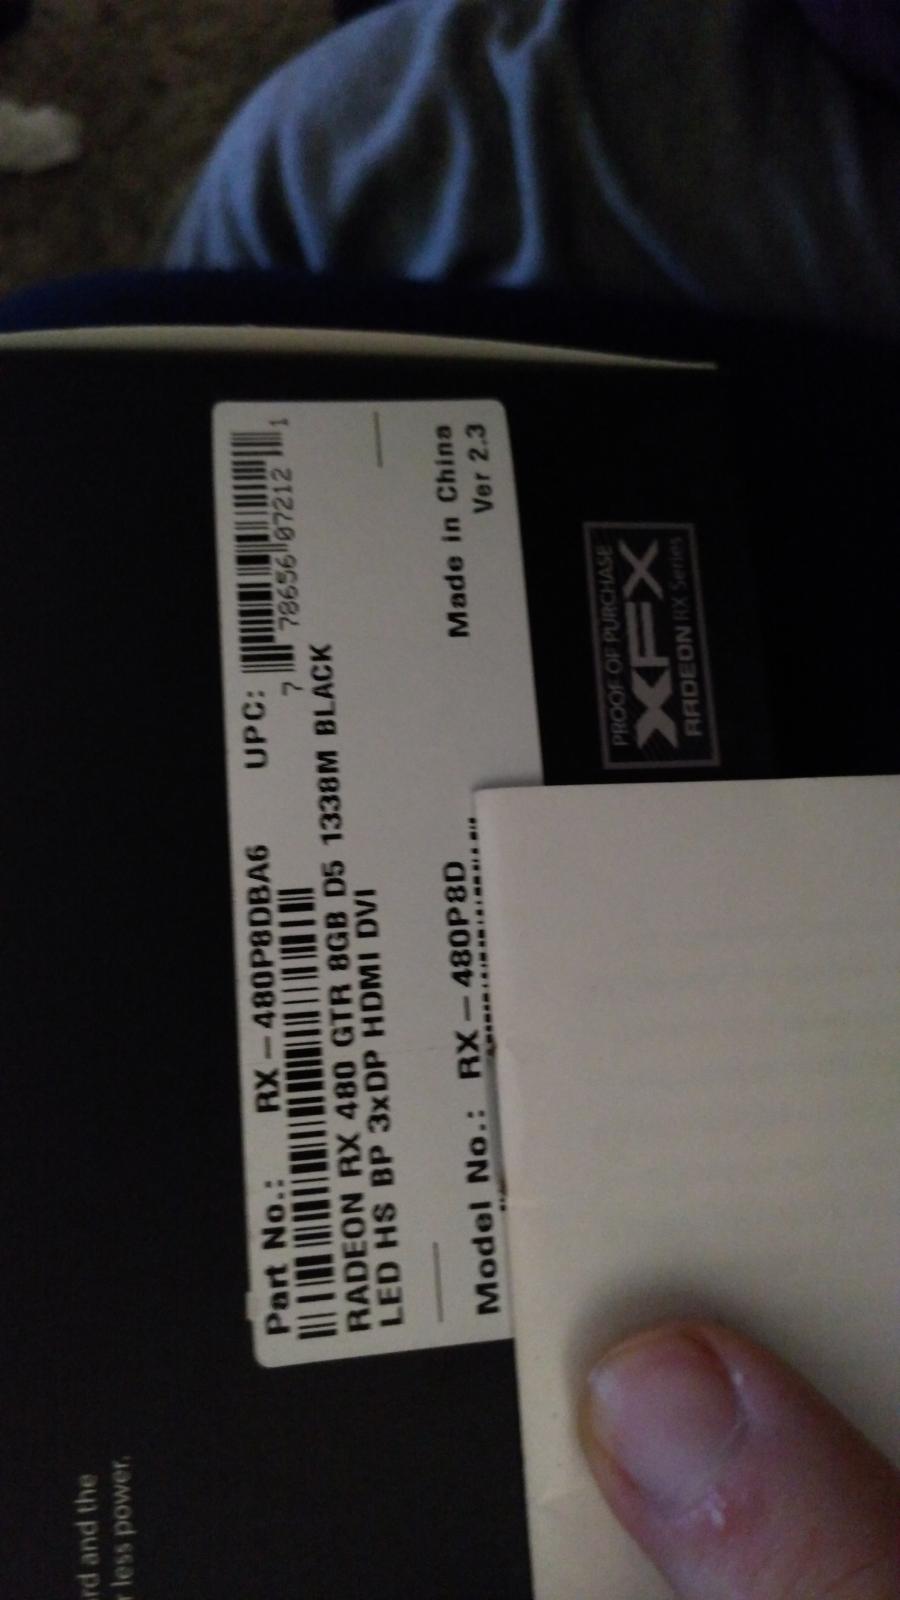 Part No.: RX-480P8DBA6 UPC:
7 78656 07212 1
RADEON RX 480 GTR 8GB D5 1338M BLACK
LED HS BP 3xDP HDMI DVI
Model No.: RX-480P8D Made in China
Ver 2.3
PROOF OF PURCHASE
XFX
RADEON RX Series
rd and the
r less power.